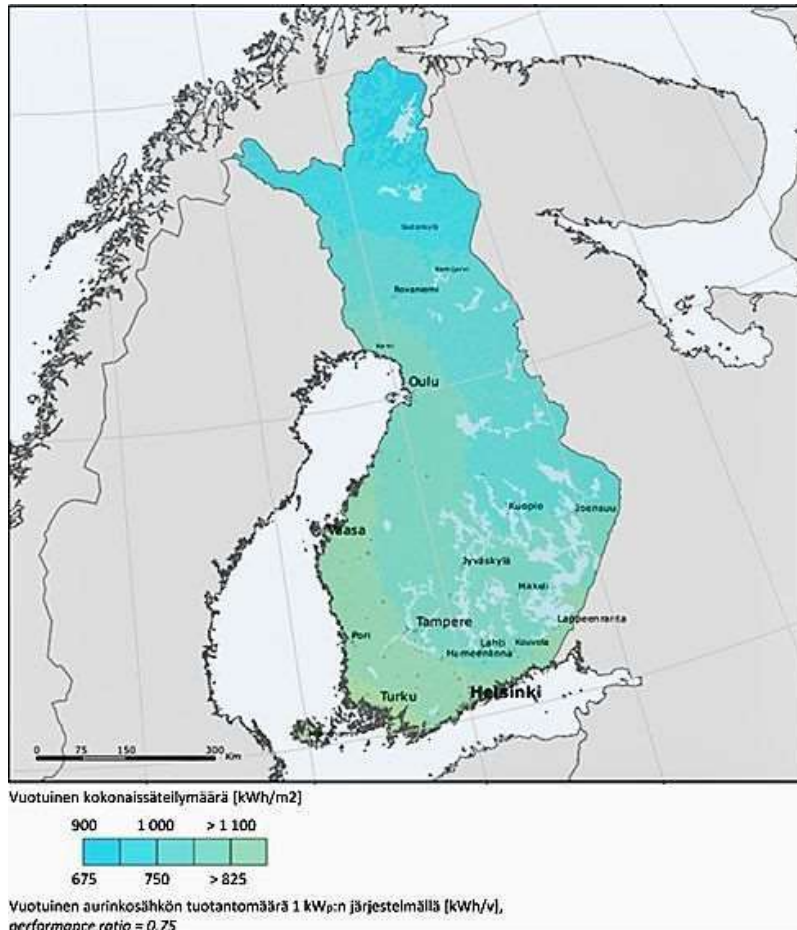 Sodankylä
Kemijärvi
Rovaniemi
Kemi
Oulu
Kuopio
Joensuu
Vaasa
Jyväskylä
Mikkeli
Tampere
Lappeenranta
Pori
Lahti
Kouvola
Hämeenlinna
Helsinki
Turku
0 75 150 300
Km
Vuotuinen kokonaissäteilymäärä [kWh/m2]
900 1 000 > 1 100
675 750 > 825
Vuotuinen aurinkosähkön tuotantomäärä 1 kWp:n järjestelmällä [kWh/v],
performance ratio = 0.75